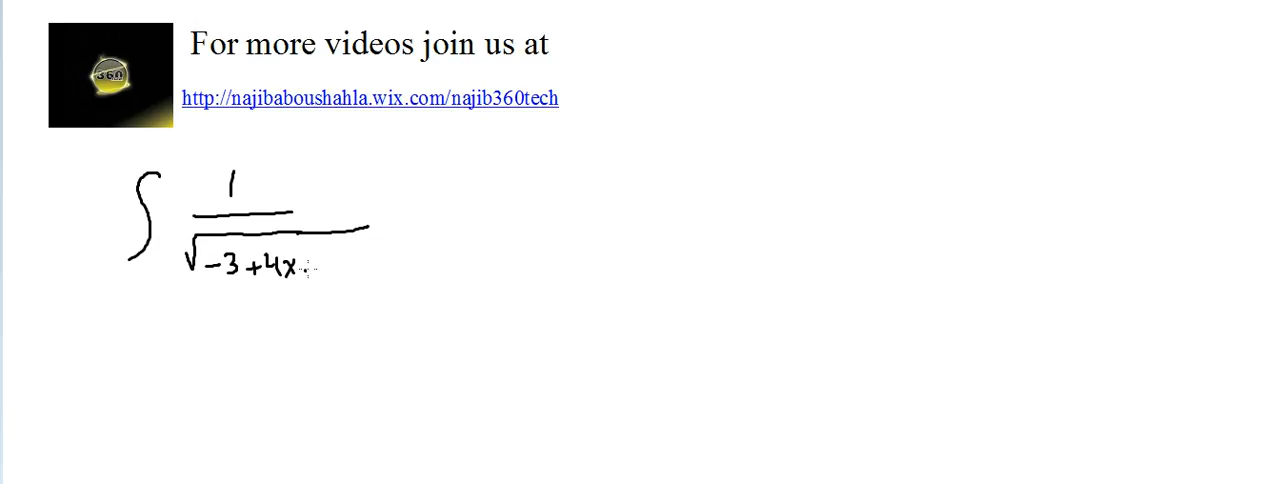 For more videos join us at
360
http://najibaboushahla.wix.com/najib360tech
∫ 1
√-3+4x